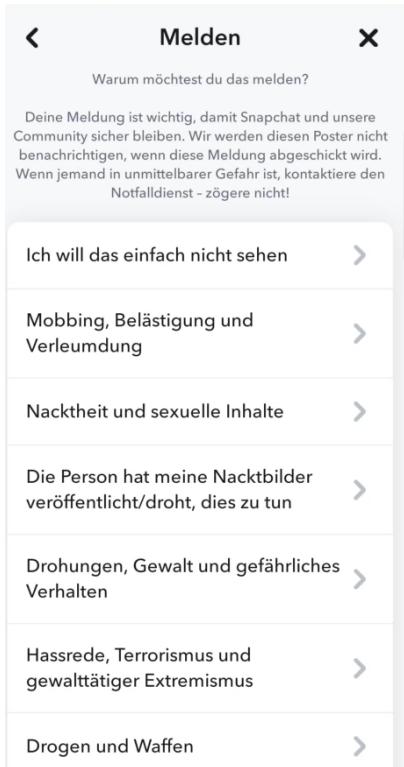 Melden
Warum möchtest du das melden?
Deine Meldung ist wichtig, damit Snapchat und unsere
Community sicher bleiben. Wir werden diesen Poster nicht
benachrichtigen, wenn diese Meldung abgeschickt wird.
Wenn jemand in unmittelbarer Gefahr ist, kontaktiere den
Notfalldienst – zögere nicht!
Ich will das einfach nicht sehen
Mobbing, Belästigung und
Verleumdung
Nacktheit und sexuelle Inhalte
Die Person hat meine Nacktbilder
veröffentlicht/droht, dies zu tun
Drohungen, Gewalt und gefährliches
Verhalten
Hassrede, Terrorismus und
gewalttätiger Extremismus
Drogen und Waffen